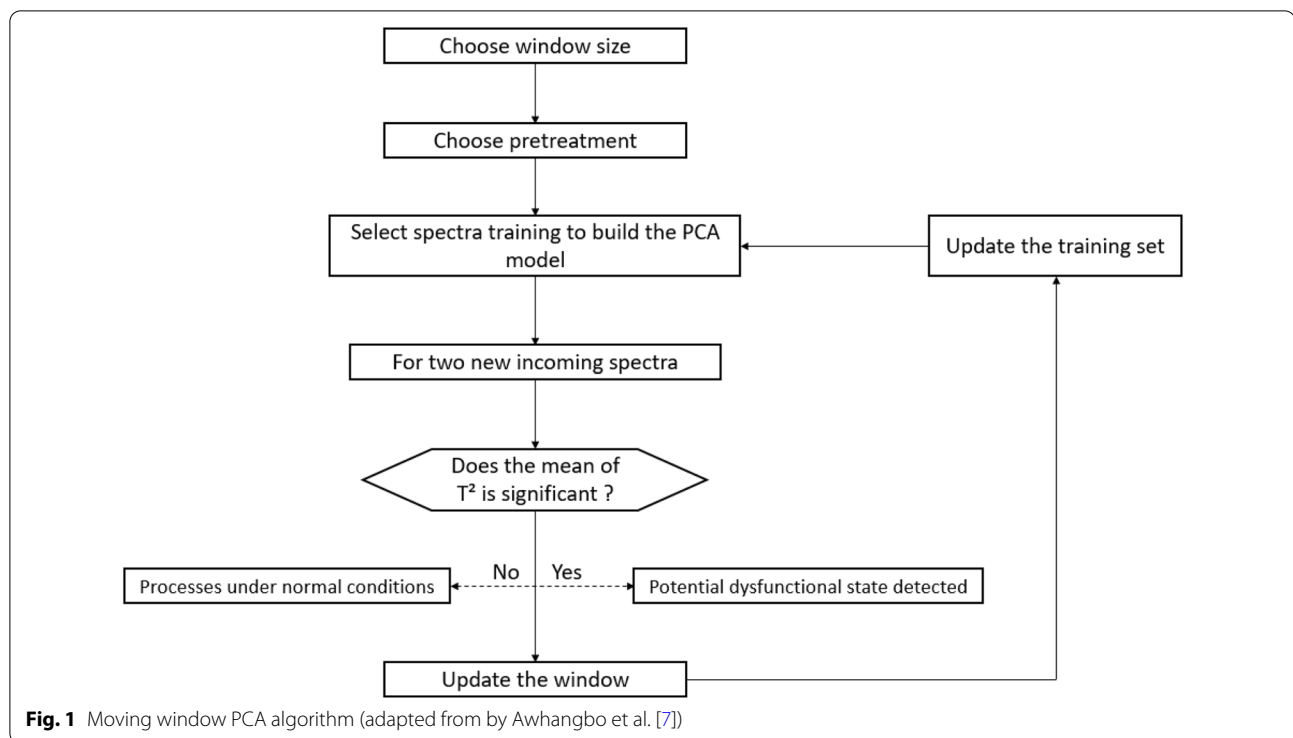 Choose window size
Choose pretreatment
Select spectra training to build the PCA
model
Update the training set
For two new incoming spectra
Does the mean of
T² is significant ?
No Yes
Processes under normal conditions
Potential dysfunctional state detected
Update the window
Fig. 1 Moving window PCA algorithm (adapted from by Awhangbo et al. [7])